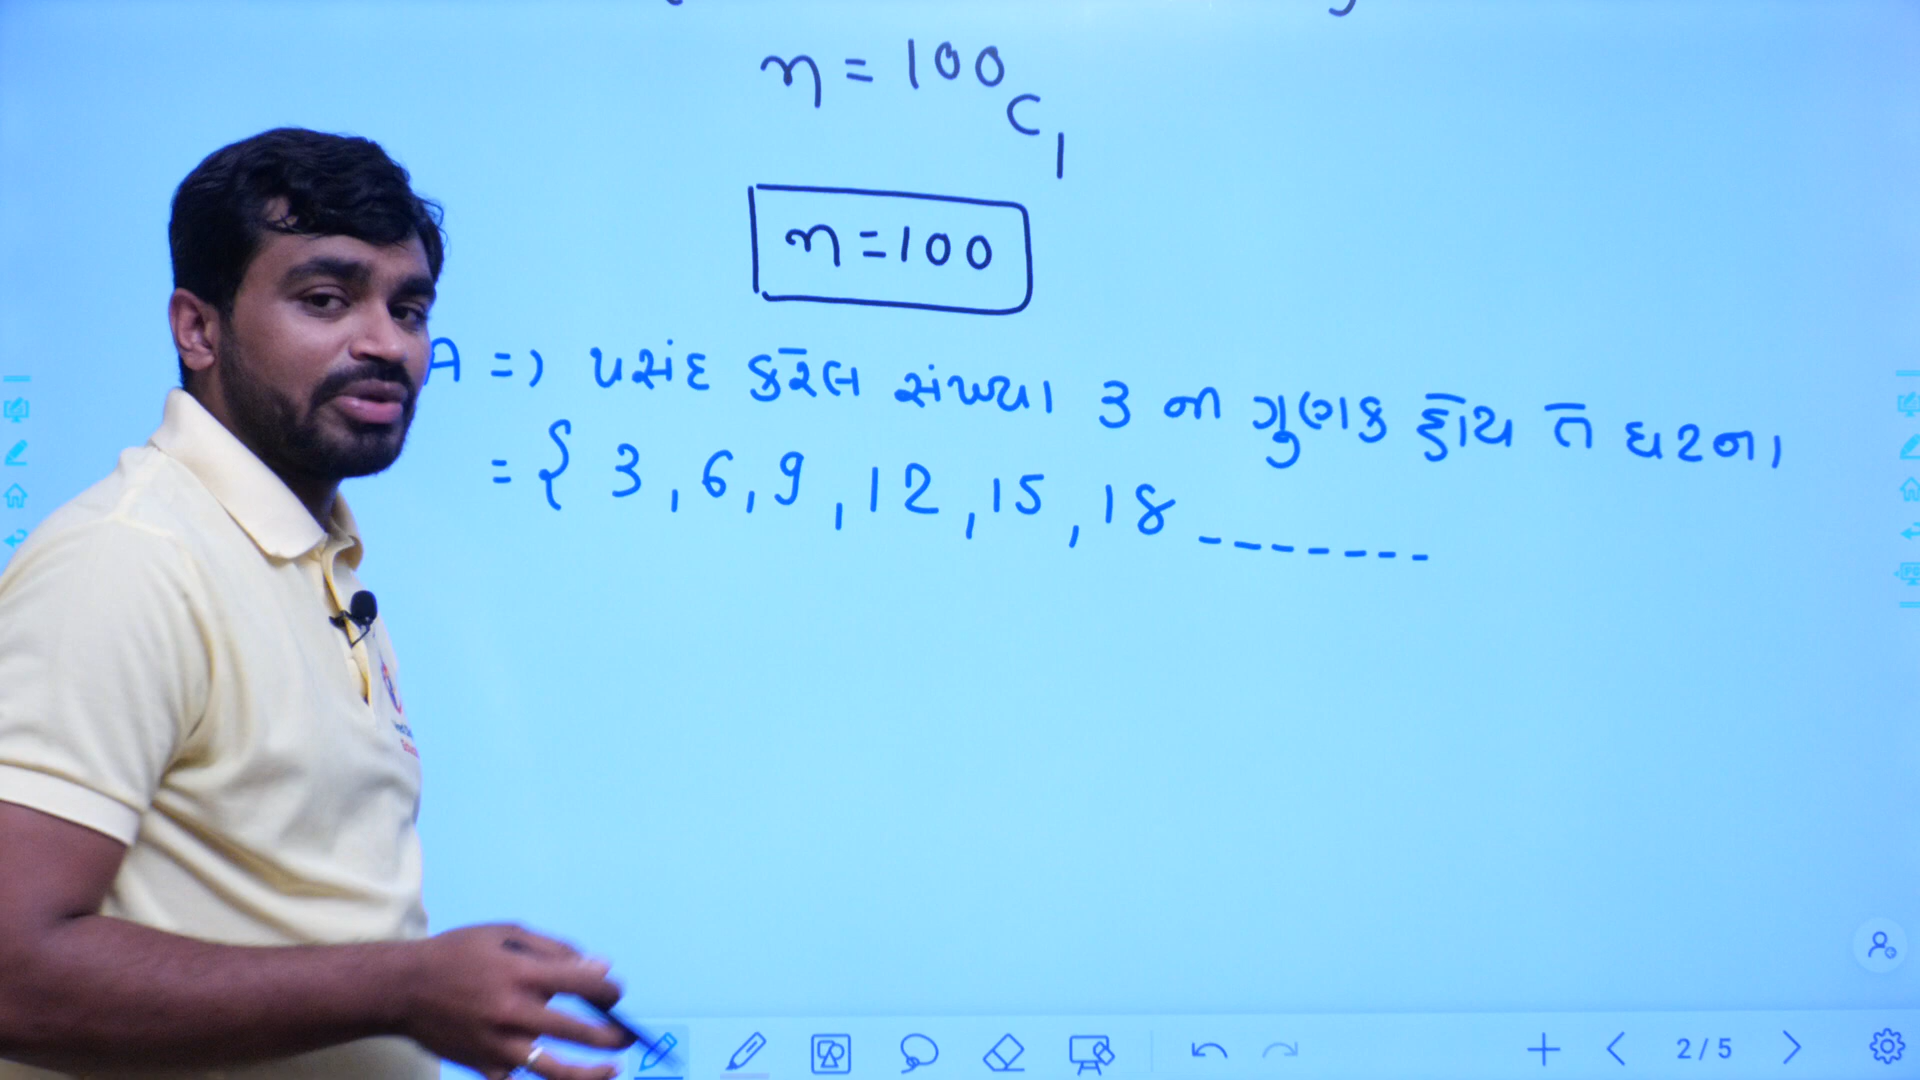 n = 100C1
n = 100
A => પસંદ કરેલ સંખ્યા 3 ના ગુણક હોય તે ઘટના
= { 3, 6, 9, 12, 15, 18 -------
2/5